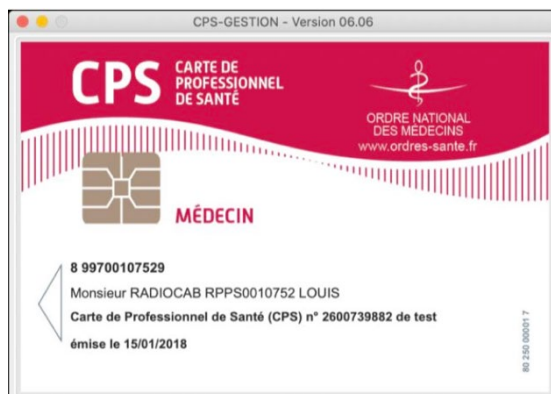 CPS-GESTION - Version 06.06
CPS
CARTE DE
PROFESSIONNEL
DE SANTÉ
ORDRE NATIONAL
DES MÉDECINS
www.ordres-sante.fr
MÉDECIN
8 99700107529
Monsieur RADIOCAB RPPS0010752 LOUIS
Carte de Professionnel de Santé (CPS) n° 2600739882 de test
émise le 15/01/2018
80 250 00001 7